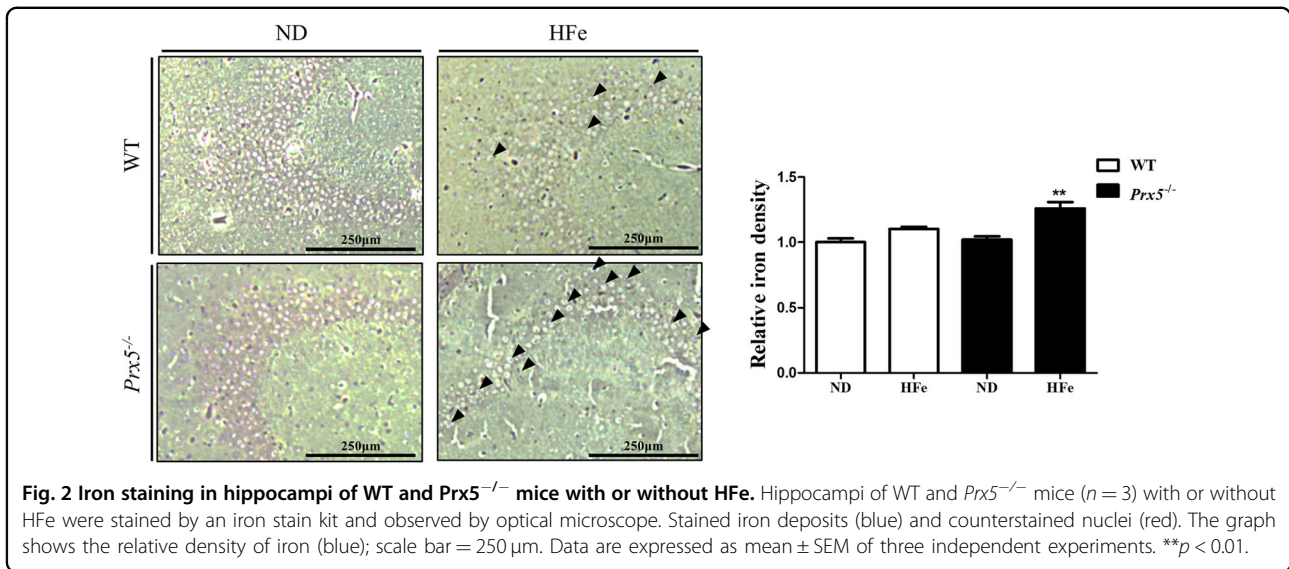 ND HFe
WT
250µm 250µm
Prx5-/-
250µm 250µm
WT
Prx5-/-
Relative iron density
1.5
1.0
0.5
0.0
**
ND HFe ND HFe
Fig. 2 Iron staining in hippocampi of WT and Prx5−/− mice with or without HFe. Hippocampi of WT and Prx5−/− mice (n = 3) with or without
HFe were stained by an iron stain kit and observed by optical microscope. Stained iron deposits (blue) and counterstained nuclei (red). The graph
shows the relative density of iron (blue); scale bar = 250 µm. Data are expressed as mean ± SEM of three independent experiments. **p < 0.01.